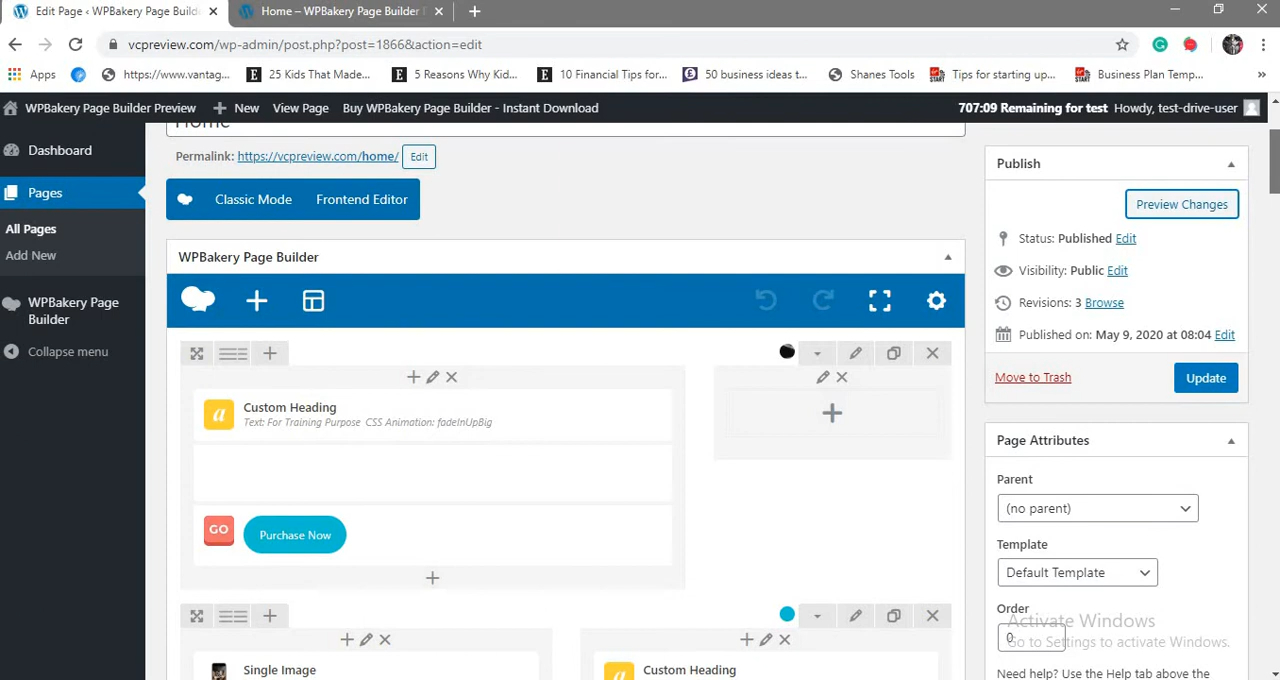 Edit Page ‹ WPBakery Page Build
Home – WPBakery Page Builder
vcpreview.com/wp-admin/post.php?post=1866&action=edit
Apps
https://www.vantag...
25 Kids That Made...
5 Reasons Why Kid...
10 Financial Tips for...
50 business ideas t...
Shanes Tools
Tips for starting up...
Business Plan Temp...
»
WPBakery Page Builder Preview
New
View Page
Buy WPBakery Page Builder - Instant Download
707:09 Remaining for test
Howdy, test-drive-user
Dashboard
Pages
All Pages
Add New
WPBakery Page
Builder
Collapse menu
Home
Permalink: https://vcpreview.com/home/ Edit
Classic Mode
Frontend Editor
WPBakery Page Builder
a
Custom Heading
Text: For Training Purpose CSS Animation: fadeInUpBig
GO
Purchase Now
Single Image
Custom Heading
Publish
Preview Changes
Status: Published Edit
Visibility: Public Edit
Revisions: 3 Browse
Published on: May 9, 2020 at 08:04 Edit
Move to Trash
Update
Page Attributes
Parent
(no parent)
Template
Default Template
Order
0
Activate Windows
Go to Settings to activate Windows.
Need help? Use the Help tab above the